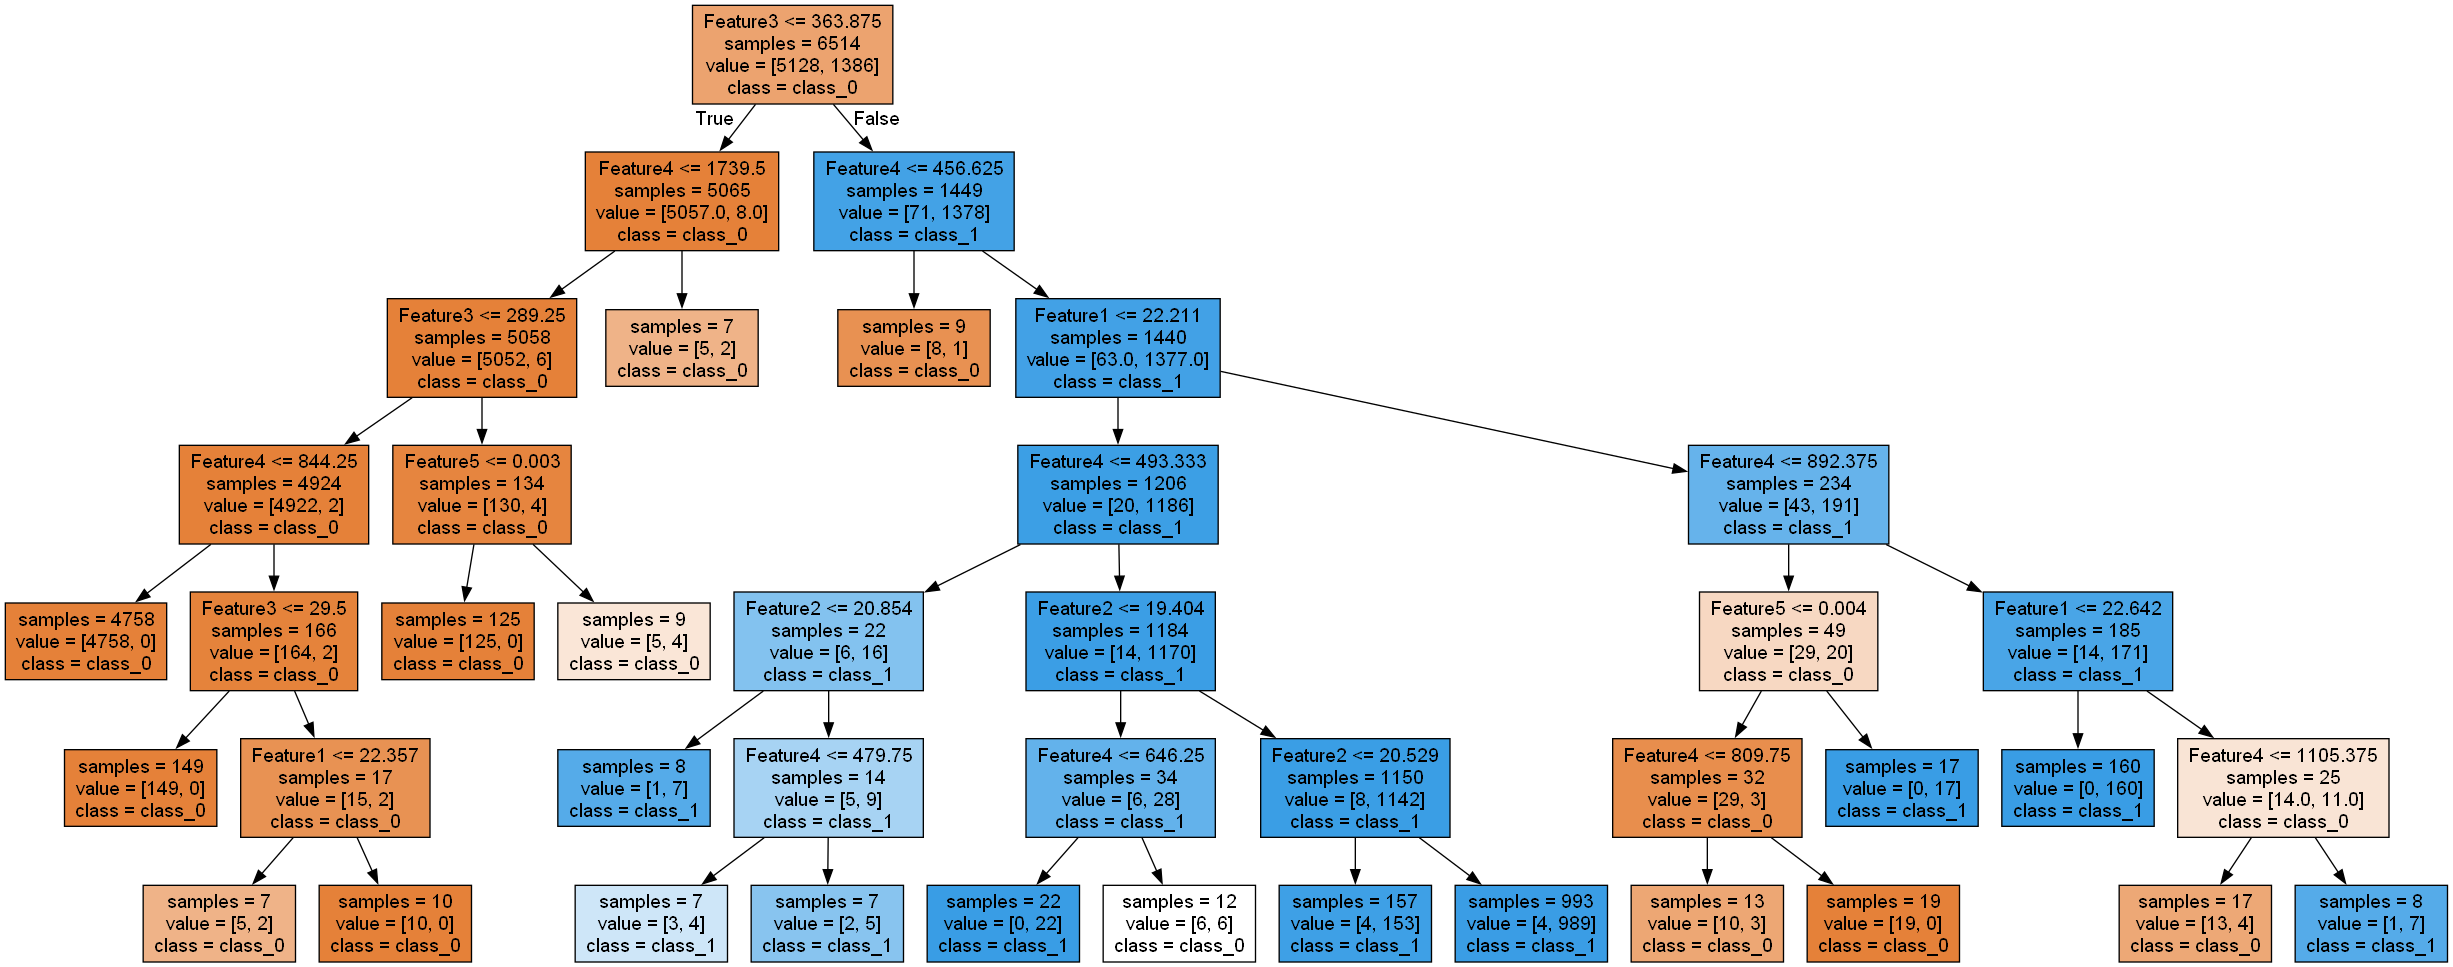 Feature3 <= 363.875
samples = 6514
value = [5128, 1386]
class = class_0
True
False
Feature4 <= 1739.5
samples = 5065
value = [5057.0, 8.0]
class = class_0
Feature4 <= 456.625
samples = 1449
value = [71, 1378]
class = class_1
Feature3 <= 289.25
samples = 5058
value = [5052, 6]
class = class_0
samples = 7
value = [5, 2]
class = class_0
samples = 9
value = [8, 1]
class = class_0
Feature1 <= 22.211
samples = 1440
value = [63.0, 1377.0]
class = class_1
Feature4 <= 844.25
samples = 4924
value = [4922, 2]
class = class_0
Feature5 <= 0.003
samples = 134
value = [130, 4]
class = class_0
Feature4 <= 493.333
samples = 1206
value = [20, 1186]
class = class_1
Feature4 <= 892.375
samples = 234
value = [43, 191]
class = class_1
samples = 4758
value = [4758, 0]
class = class_0
Feature3 <= 29.5
samples = 166
value = [164, 2]
class = class_0
samples = 125
value = [125, 0]
class = class_0
samples = 9
value = [5, 4]
class = class_0
Feature2 <= 20.854
samples = 22
value = [6, 16]
class = class_1
Feature2 <= 19.404
samples = 1184
value = [14, 1170]
class = class_1
Feature5 <= 0.004
samples = 49
value = [29, 20]
class = class_0
Feature1 <= 22.642
samples = 185
value = [14, 171]
class = class_1
samples = 149
value = [149, 0]
class = class_0
Feature1 <= 22.357
samples = 17
value = [15, 2]
class = class_0
samples = 8
value = [1, 7]
class = class_1
Feature4 <= 479.75
samples = 14
value = [5, 9]
class = class_1
Feature4 <= 646.25
samples = 34
value = [6, 28]
class = class_1
Feature2 <= 20.529
samples = 1150
value = [8, 1142]
class = class_1
Feature4 <= 809.75
samples = 32
value = [29, 3]
class = class_0
samples = 17
value = [0, 17]
class = class_1
samples = 160
value = [0, 160]
class = class_1
Feature4 <= 1105.375
samples = 25
value = [14.0, 11.0]
class = class_0
samples = 7
value = [5, 2]
class = class_0
samples = 10
value = [10, 0]
class = class_0
samples = 7
value = [3, 4]
class = class_1
samples = 7
value = [2, 5]
class = class_1
samples = 22
value = [0, 22]
class = class_1
samples = 12
value = [6, 6]
class = class_0
samples = 157
value = [4, 153]
class = class_1
samples = 993
value = [4, 989]
class = class_1
samples = 13
value = [10, 3]
class = class_0
samples = 19
value = [19, 0]
class = class_0
samples = 17
value = [13, 4]
class = class_0
samples = 8
value = [1, 7]
class = class_1